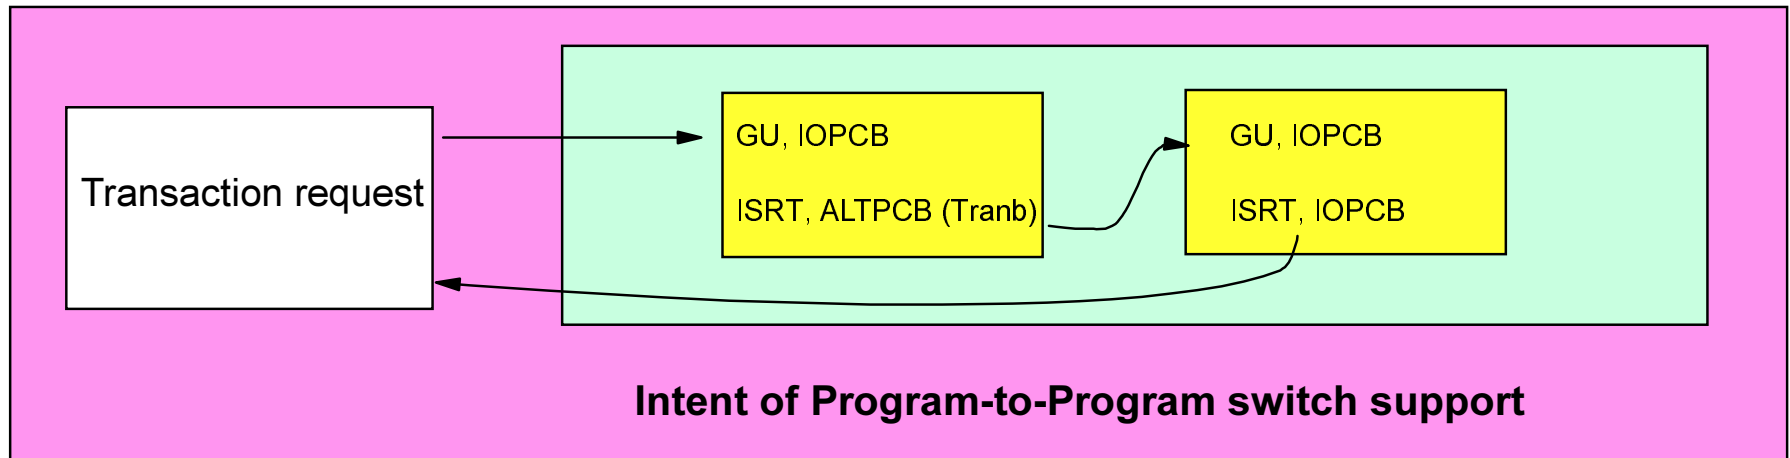 Transaction request
GU, IOPCB
ISRT, ALTPCB (Tranb)
GU, IOPCB
ISRT, IOPCB
Intent of Program-to-Program switch support